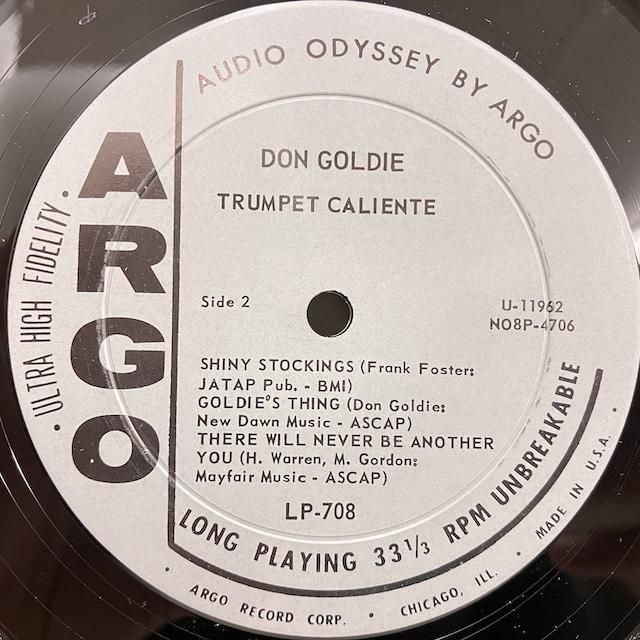 AUDIO ODYSSEY BY ARGO
ARGO
· ULTRA HIGH FIDELITY ·
DON GOLDIE
TRUMPET CALIENTE
Side 2
U-11962
NO8P-4706
SHINY STOCKINGS (Frank Foster:
JATAP Pub. - BMI)
GOLDIE'S THING (Don Goldie:
New Dawn Music - ASCAP)
THERE WILL NEVER BE ANOTHER
YOU (H. Warren, M. Gordon:
Mayfair Music - ASCAP)
LP-708
LONG PLAYING 33 1/3 RPM UNBREAKABLE
· ARGO RECORD CORP. · CHICAGO, ILL. · MADE IN U.S.A. ·